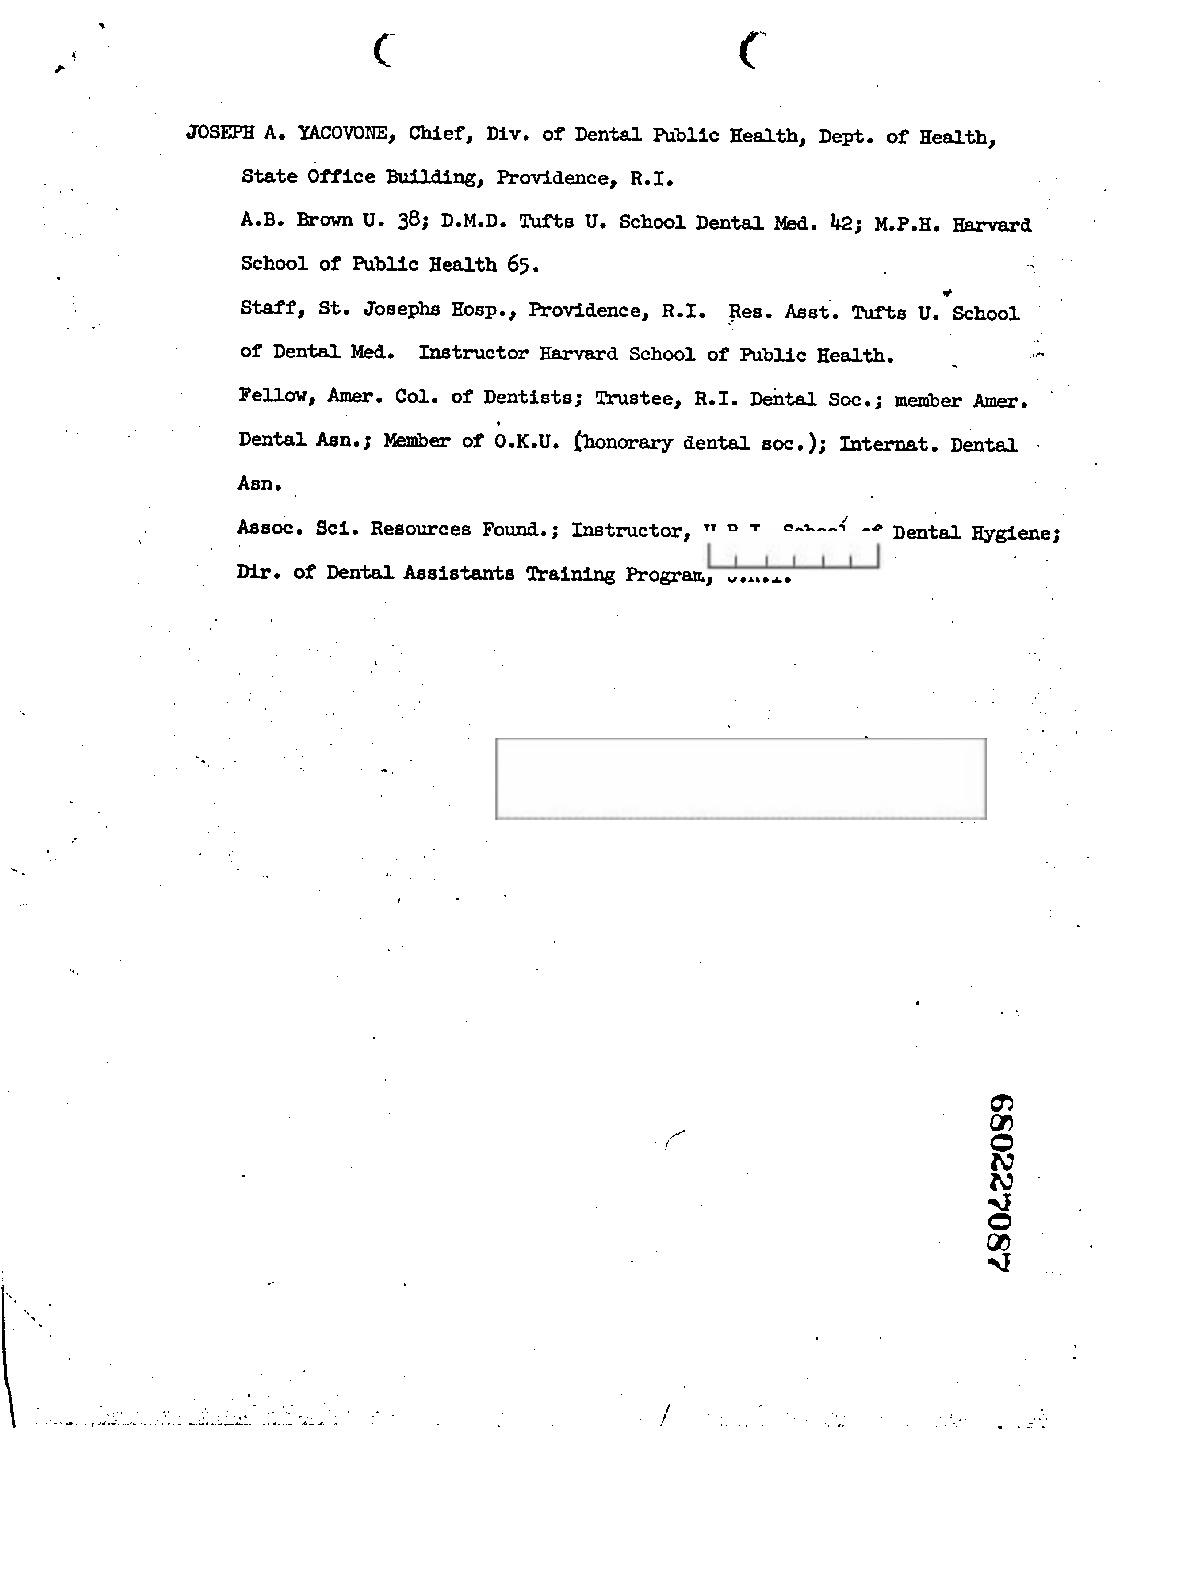 JOSEPH A. YACOVONE, Chief, Div. of Dental Public Health, Dept. of Health,
State Office Building, Providence, R.I.
A.B. Brown U. 38; D.M.D. Tufts U. School Dental Med. 42; M.P.H. Harvard
School of Public Health 65.
Staff, St. Josephs Hosp., Providence, R.I. Res. Asst. Tufts U. School
of Dental Med. Instructor Harvard School of Public Health.
Fellow, Amer. Col. of Dentists; Trustee, R.I. Dental Soc.; member Amer.
Dental Asn.; Member of O.K.U. (honorary dental soc.); Internat. Dental
Asn.
Assoc. Sci. Resources Found.; Instructor, Dental Hygiene;
Dir. of Dental Assistants Training Program,
680227087